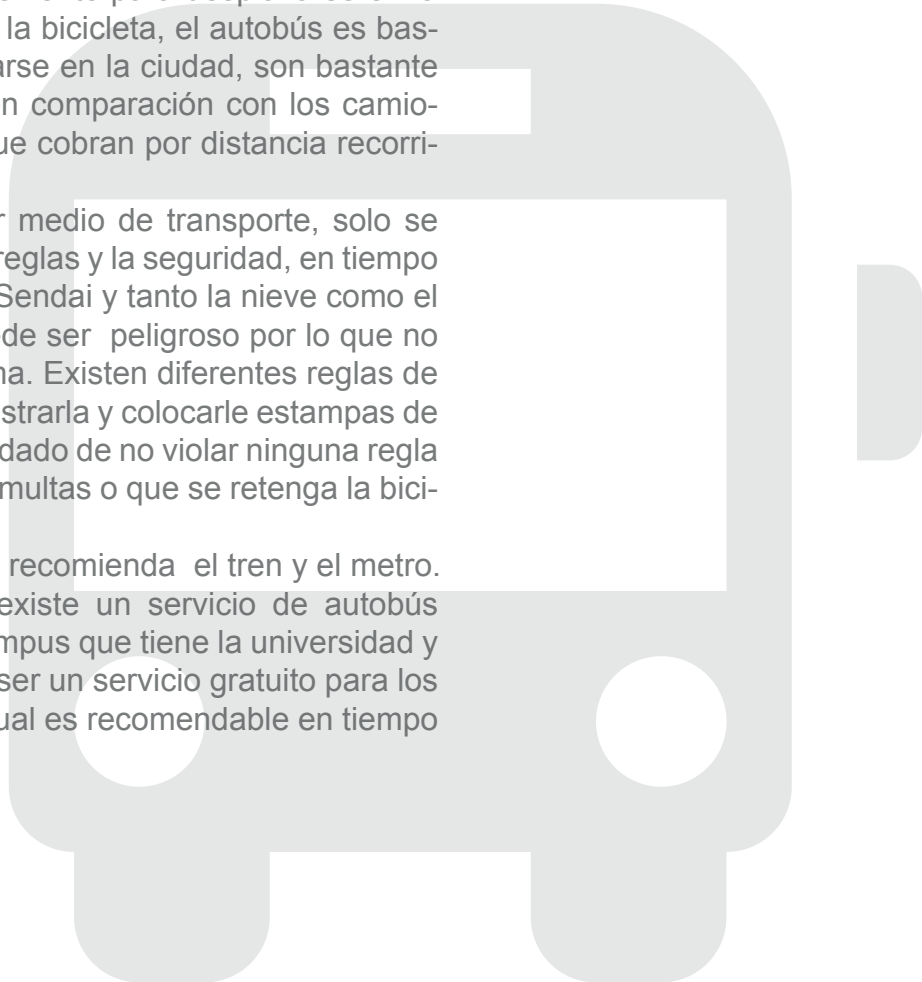 la bicicleta, el autobús es bas-
arse en la ciudad, son bastante
n comparación con los camio-
ue cobran por distancia recorri-
r medio de transporte, solo se
reglas y la seguridad, en tiempo
Sendai y tanto la nieve como el
de ser peligroso por lo que no
na. Existen diferentes reglas de
strarla y colocarle estampas de
dado de no violar ninguna regla
multas o que se retenga la bici-
recomienda el tren y el metro.
existe un servicio de autobús
mpus que tiene la universidad y
ser un servicio gratuito para los
ual es recomendable en tiempo